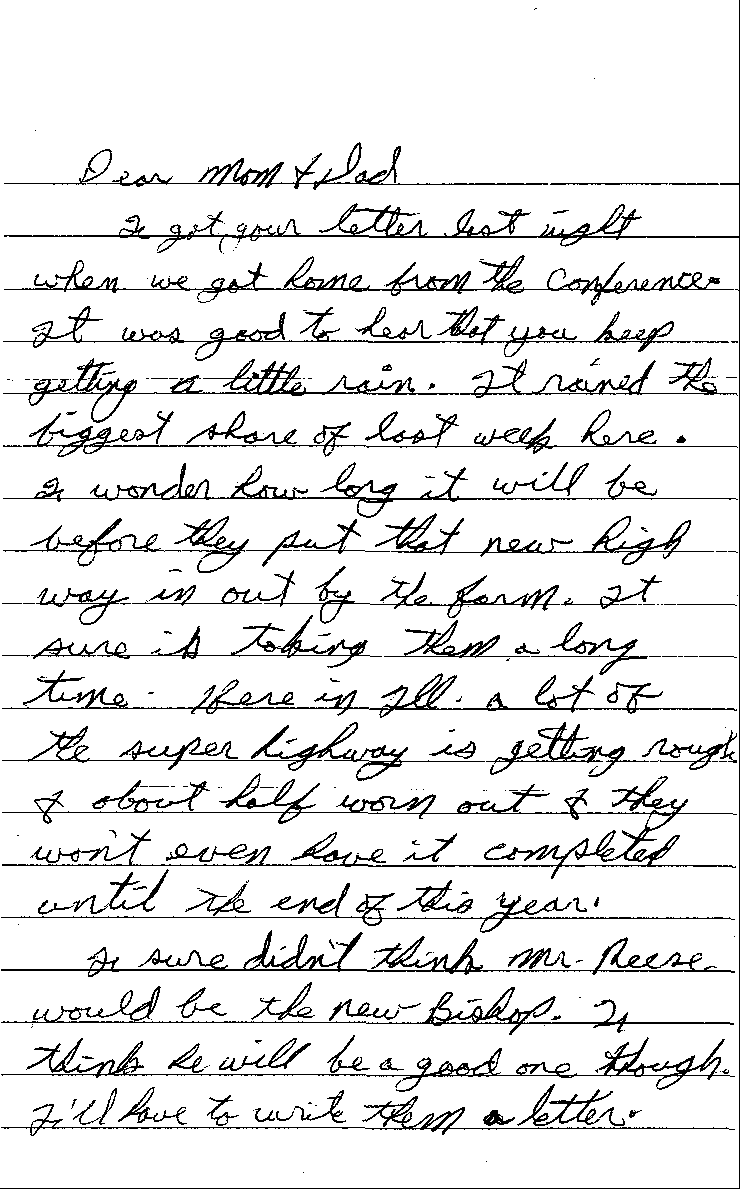 Dear Mom & Dad
I got your letter last night
when we got home from the conference.
It was good to hear that you keep
getting a little rain. It rained the
biggest share of last week here.
I wonder how long it will be
before they put that new high
way in out by the farm. It
sure is taking them a long
time. Here in Ill. a lot of
the super highway is getting rough
& about half worn out & they
won't even have it completed
until the end of this year.
I sure didn't think Mr. Reese
would be the new Bishop. I
think he will be a good one though.
I'll have to write them a letter.